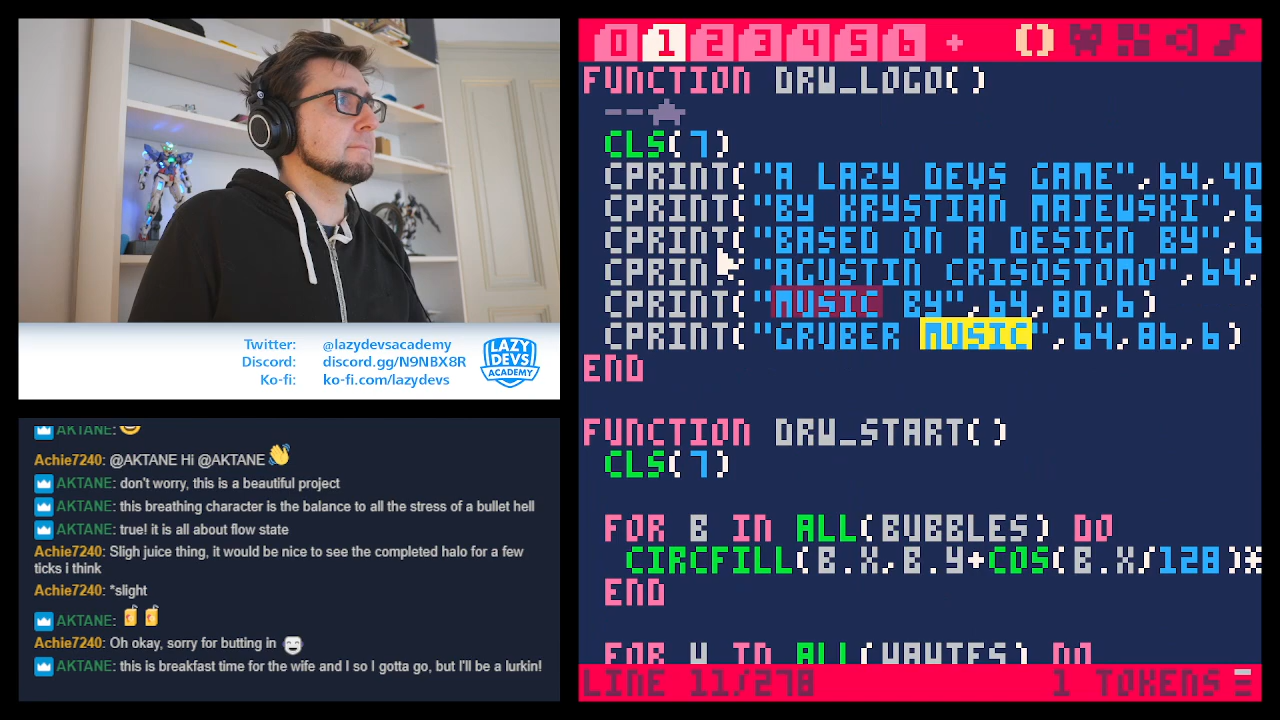 Twitter: @lazydevsacademy
Discord: discord.gg/N9NBX8R
Ko-fi: ko-fi.com/lazydevs
LAZY
DEVS
ACADEMY
AKTANE:
Achie7240: @AKTANE Hi @AKTANE
AKTANE: don't worry, this is a beautiful project
AKTANE: this breathing character is the balance to all the stress of a bullet hell
AKTANE: true! it is all about flow state
Achie7240: Sligh juice thing, it would be nice to see the completed halo for a few
ticks i think
Achie7240: *slight
AKTANE:
Achie7240: Oh okay, sorry for butting in
AKTANE: this is breakfast time for the wife and I so I gotta go, but I'll be a lurkin!
0 1 2 3 4 5 6 + ()
FUNCTION DRW_LOGO()
--
CLS(7)
CPRINT("A LAZY DEVS GAME",64,40
CPRINT("BY KRYSTIAN MAJEWSKI",6
CPRINT("BASED ON A DESIGN BY",6
CPRIN "AGUSTIN CRISOSTOMO",64,
CPRINT("MUSIC BY",64,80,6)
CPRINT("GRUBER MUSIC",64,86,6)
END
FUNCTION DRW_START()
CLS(7)
FOR B IN ALL(BUBBLES) DO
CIRCFILL(B.X,B.Y+COS(B.X/128)*
END
FOR W IN ALL( DO
LINE 11/278 1 TOKENS